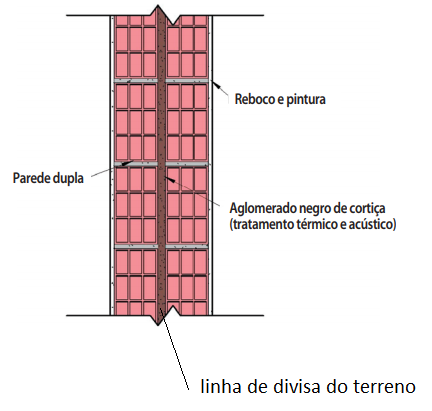 Reboco e pintura
Parede dupla
Aglomerado negro de cortiça
(tratamento térmico e acústico)
linha de divisa do terreno